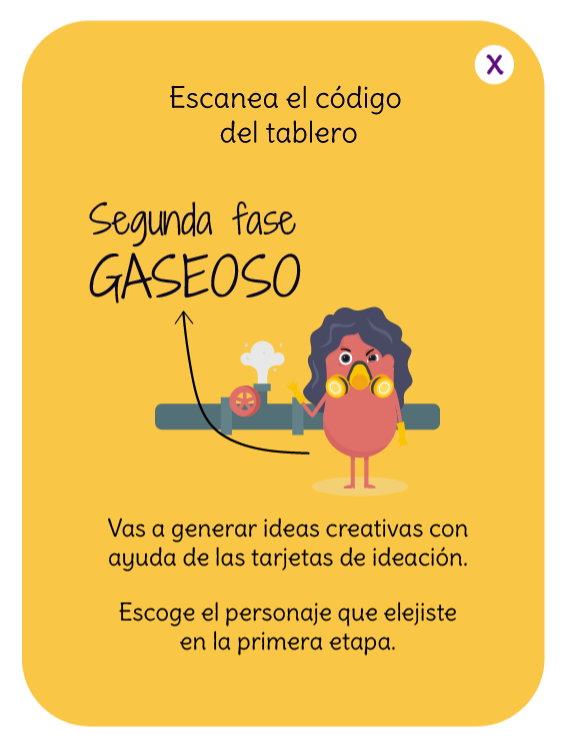 X
Escanea el código
del tablero
Segunda fase
GASEOSO
Vas a generar ideas creativas con
ayuda de las tarjetas de ideación.
Escoge el personaje que elejiste
en la primera etapa.